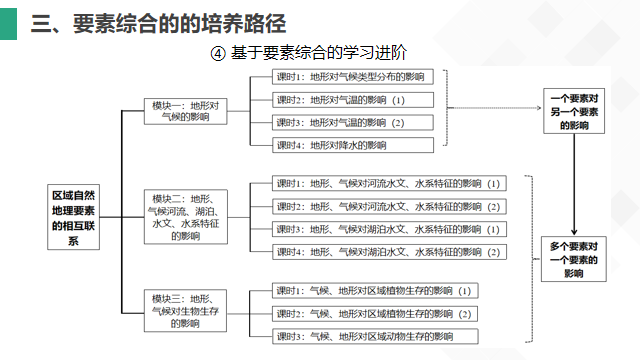 三、要素综合的的培养路径
④ 基于要素综合的学习进阶
区域自然
地理要素
的相互联
系
模块一：地形对
气候的影响
课时1：地形对气候类型分布的影响
课时2：地形对气温的影响（1）
课时3：地形对气温的影响（2）
课时4：地形对降水的影响
一个要素对
另一个要素
的影响
模块二：地形、
气候河流、湖泊、
水文、水系特征
的影响
课时1：地形、气候对河流水文、水系特征的影响（1）
课时2：地形、气候对河流水文、水系特征的影响（2）
课时3：地形、气候对湖泊水文、水系特征的影响（1）
课时4：地形、气候对湖泊水文、水系特征的影响（2）
多个要素对
一个要素的
影响
模块三：地形、
气候对生物生存
的影响
课时1：气候、地形对区域植物生存的影响（1）
课时2：气候、地形对区域植物生存的影响（2）
课时3：气候、地形对区域动物生存的影响